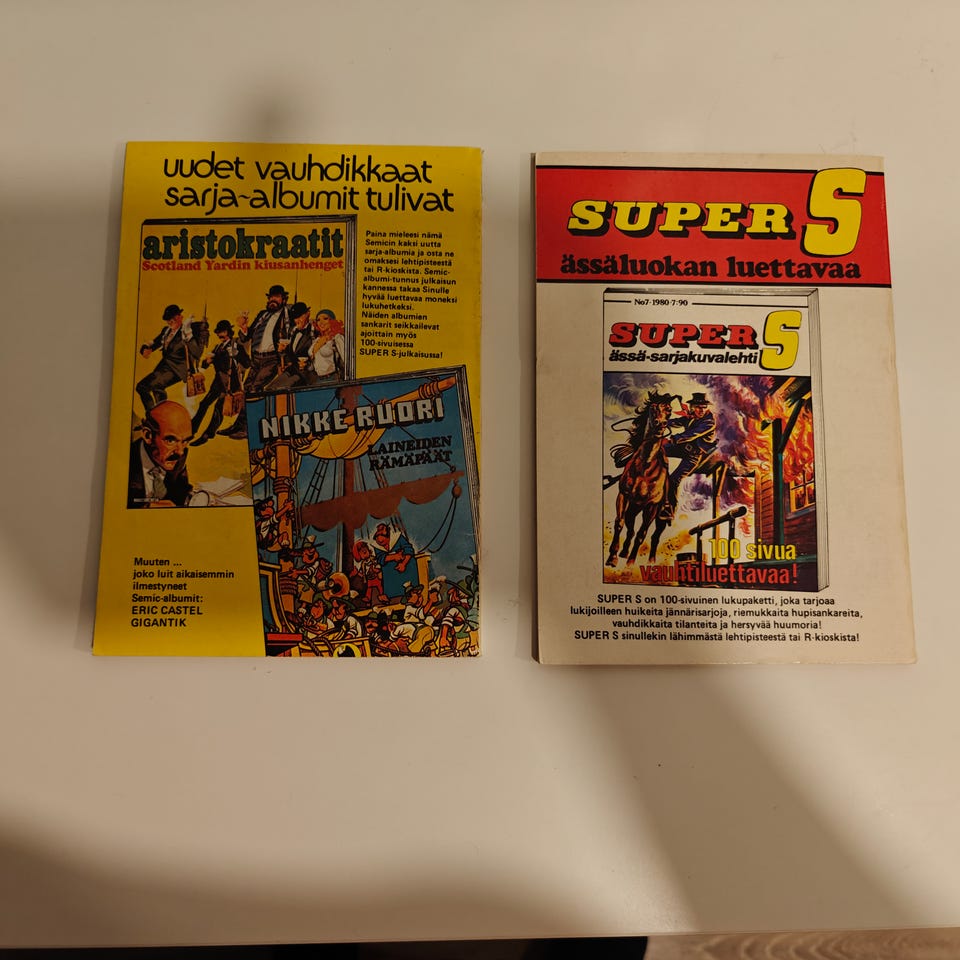 uudet vauhdikkaat
sarja-albumit tulivat
aristokraatit
Scotland Yardin kiusanhenget
Paina mieleesi nämä
Semicin kaksi uutta
sarja-albumia ja osta ne
omaksesi lehtipisteestä
tai R-kioskista. Semic-
albumi-tunnus julkaisun
kannessa takaa Sinulle
hyvää luettavaa moneksi
lukuhetkeksi.
Näiden albumien
sankarit seikkailevat
ajoittain myös
100-sivuisessa
SUPER S-julkaisussa!
NIKKE RUORI
LAINEIDEN
RÄMÄPÄÄT
Muuten ...
joko luit aikaisemmin
ilmestyneet
Semic-albumit:
ERIC CASTEL
GIGANTIK
SUPER S
ässäluokan luettavaa
No7·1980·7:90
SUPER S
ässä-sarjakuvalehti
100 sivua
vauhtiluettavaa!
SUPER S on 100-sivuinen lukupaketti, joka tarjoaa
lukijoilleen huikeita jännärisarjoja, riemukkaita hupisankareita,
vauhdikkaita tilanteita ja hersyvää huumoria!
SUPER S sinullekin lähimmästä lehtipisteestä tai R-kioskista!